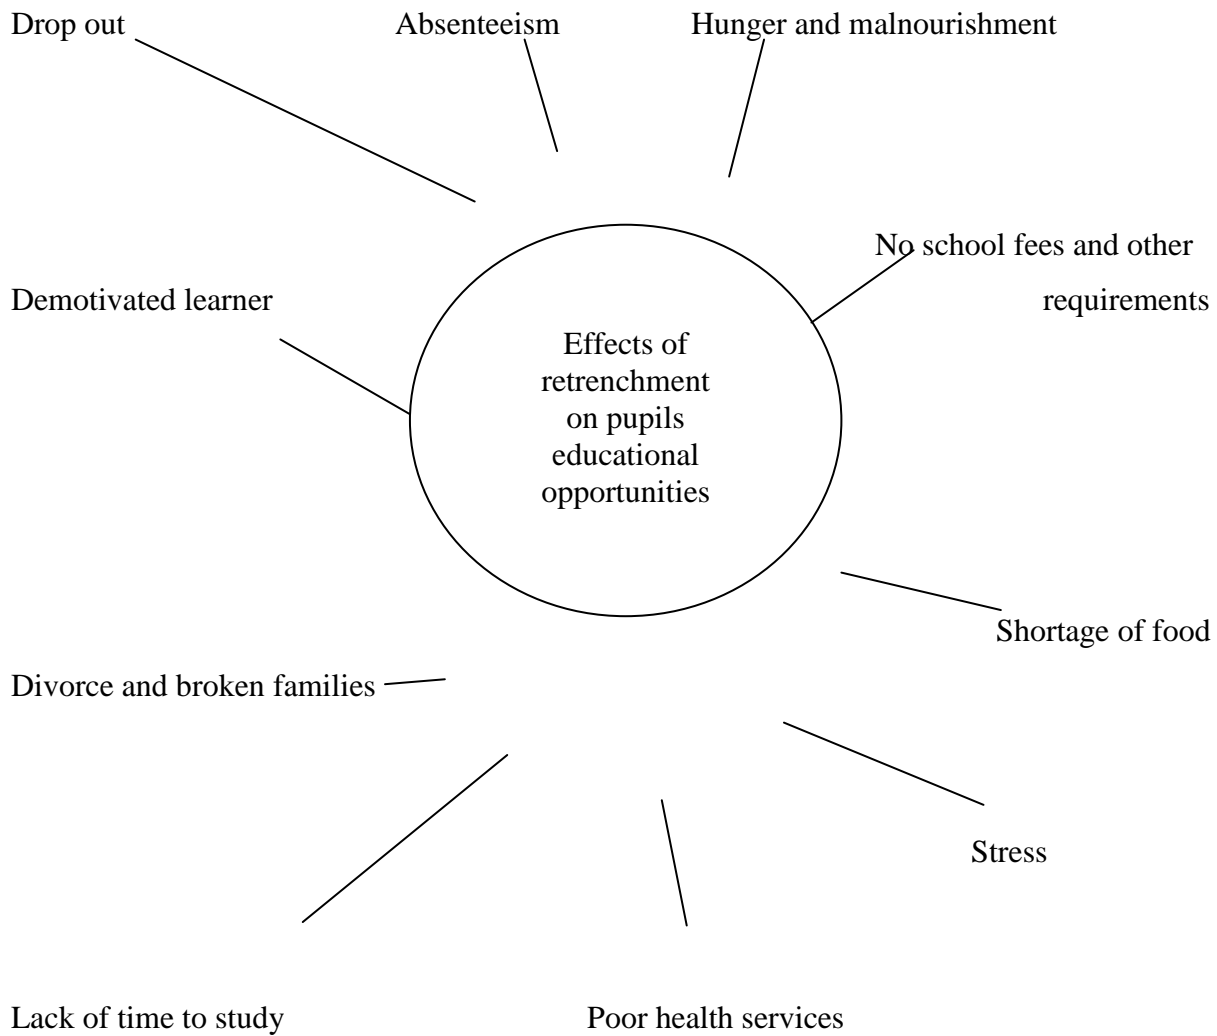 Drop out
Absenteeism
Hunger and malnourishment
No school fees and other
requirements
Demotivated learner
Effects of
retrenchment
on pupils
educational
opportunities
Shortage of food
Divorce and broken families
Stress
Lack of time to study
Poor health services